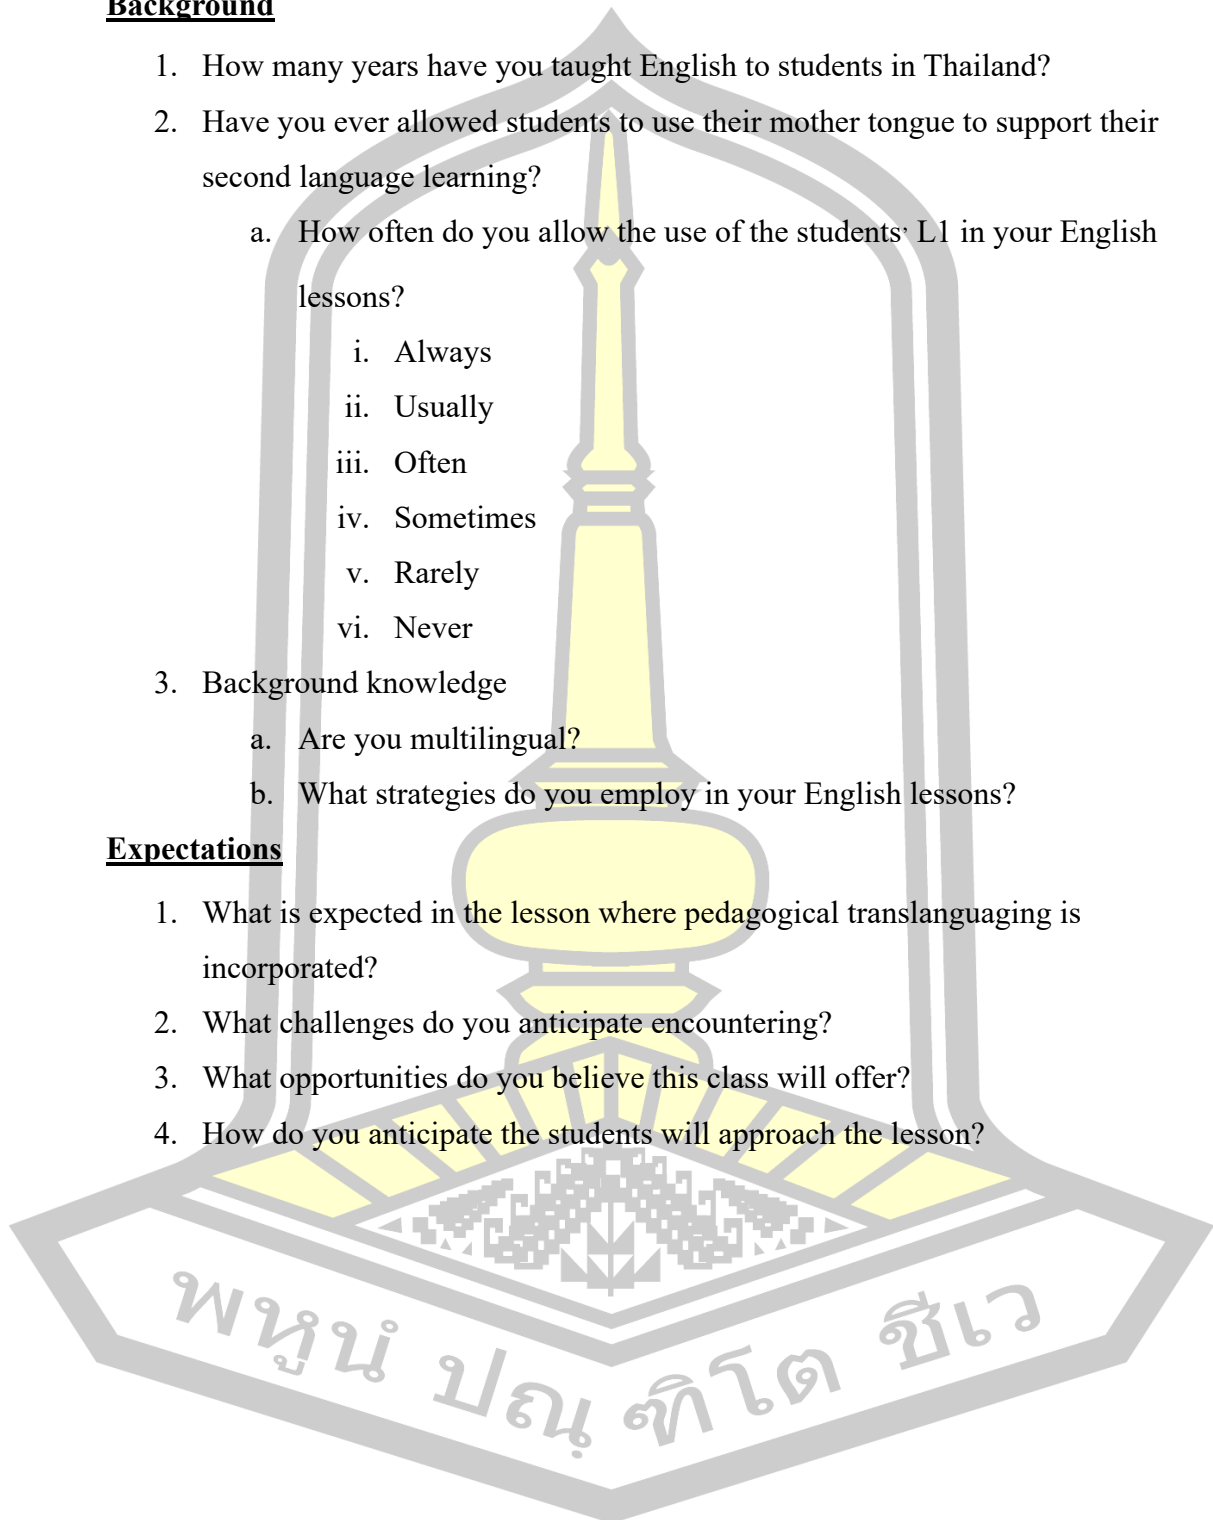 Background
1. How many years have you taught English to students in Thailand?
2. Have you ever allowed students to use their mother tongue to support their
second language learning?
a. How often do you allow the use of the students' L1 in your English
lessons?
i. Always
ii. Usually
iii. Often
iv. Sometimes
v. Rarely
vi. Never
3. Background knowledge
a. Are you multilingual?
b. What strategies do you employ in your English lessons?
Expectations
1. What is expected in the lesson where pedagogical translanguaging is
incorporated?
2. What challenges do you anticipate encountering?
3. What opportunities do you believe this class will offer?
4. How do you anticipate the students will approach the lesson?
พหูนํ ปณฺ ฑิโต ชีเว